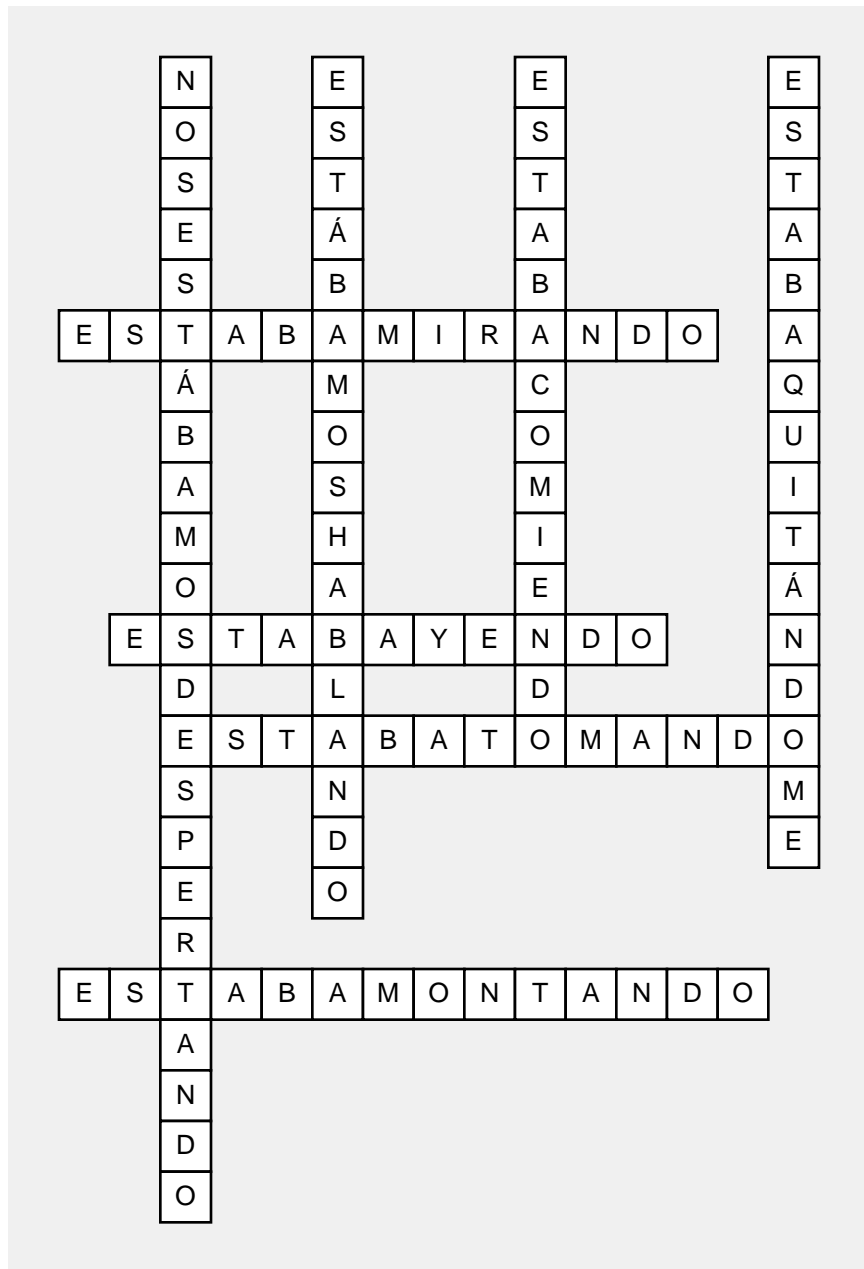 NOSESTÁBAMOSDESPERTANDO
ESTÁBAMOSHABLANDO
ESTABACOMIENDO
ESTABAQUITÁNDOME
ESTABAMIRANDO
ESTABAYENDO
ESTABATOMANDO
ESTABAMONTANDO